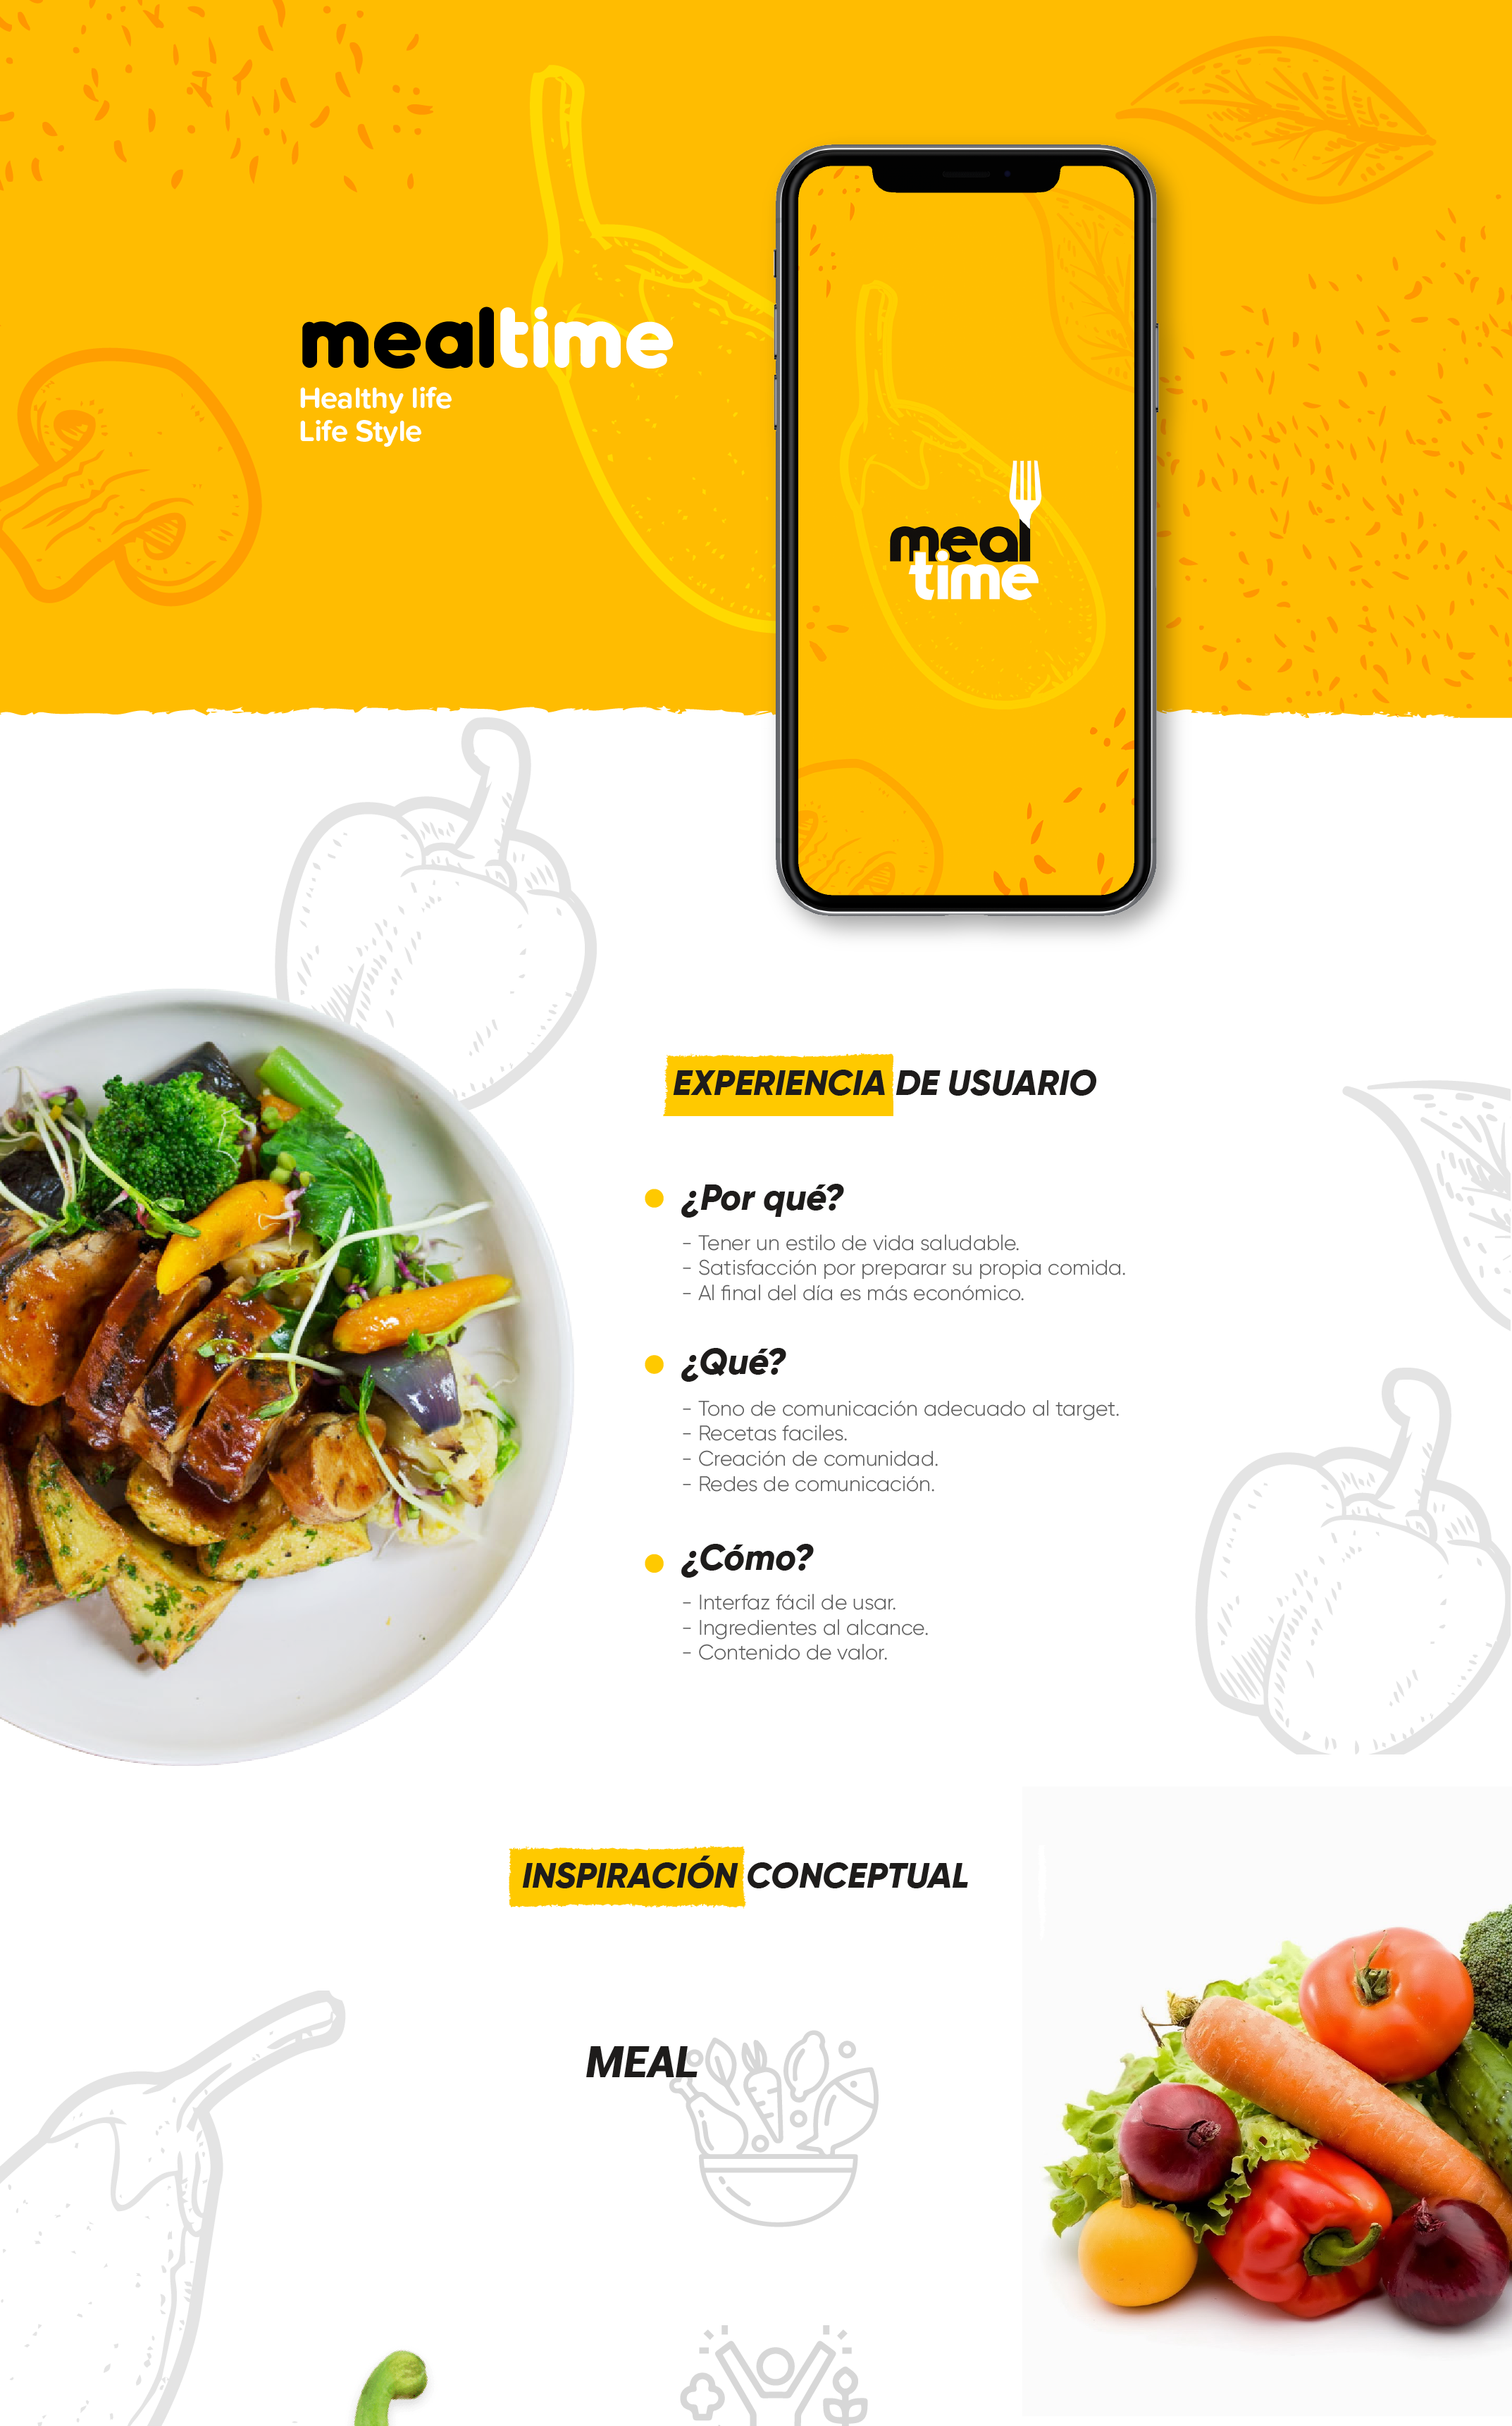 mealtime
Healthy life
Life Style
meal
time
EXPERIENCIA DE USUARIO
¿Por qué?
- Tener un estilo de vida saludable.
- Satisfacción por preparar su propia comida.
- Al final del día es más económico.
¿Qué?
- Tono de comunicación adecuado al target.
- Recetas faciles.
- Creación de comunidad.
- Redes de comunicación.
¿Cómo?
- Interfaz fácil de usar.
- Ingredientes al alcance.
- Contenido de valor.
INSPIRACIÓN CONCEPTUAL
MEAL